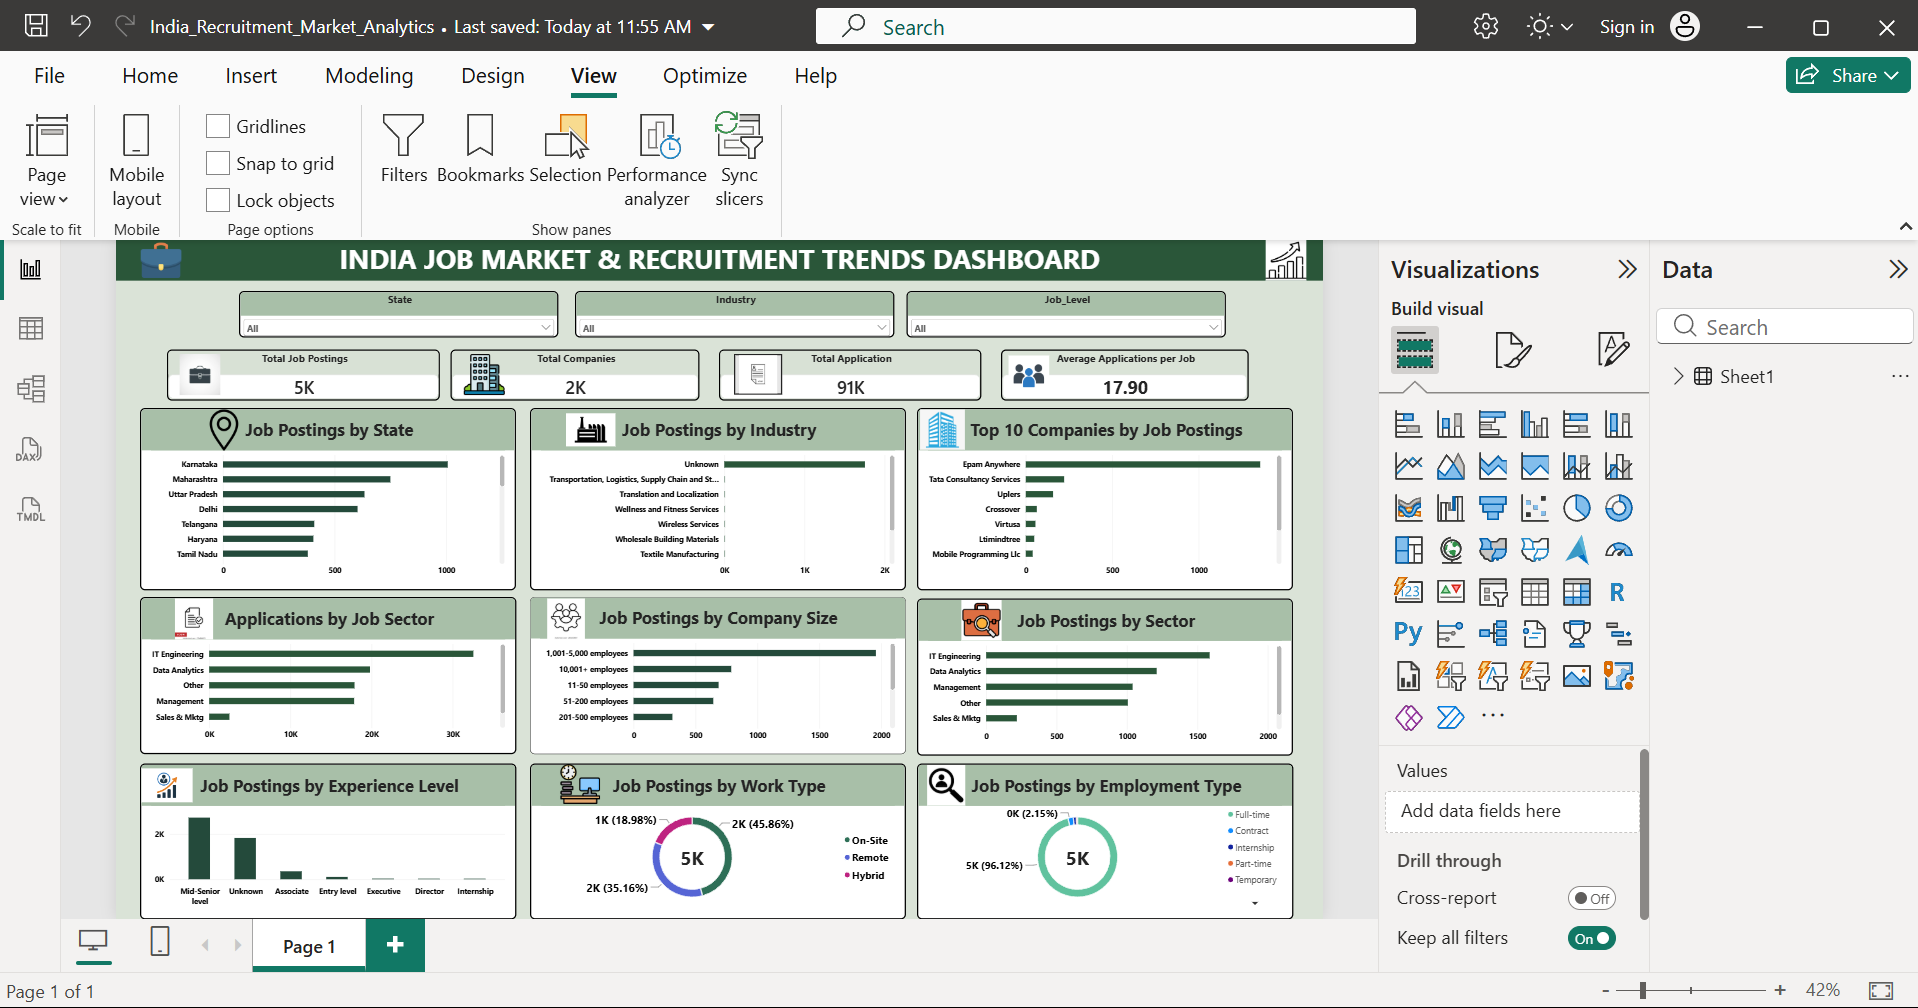 India_Recruitment_Market_Analytics • Last saved: Today at 11:55 AM
Search
Sign in
File Home Insert Modeling Design View Optimize Help
Share
Page view
Scale to fit
Mobile layout
Mobile
Gridlines
Snap to grid
Lock objects
Page options
Filters
Bookmarks
Selection
Performance analyzer
Sync slicers
Show panes
DAX
TMDL
INDIA JOB MARKET & RECRUITMENT TRENDS DASHBOARD
State
All
Industry
All
Job_Level
All
Total Job Postings
5K
Total Companies
2K
Total Application
91K
Average Applications per Job
17.90
Job Postings by State
Karnataka
Maharashtra
Uttar Pradesh
Delhi
Telangana
Haryana
Tamil Nadu
0 500 1000
Job Postings by Industry
Unknown
Transportation, Logistics, Supply Chain and St...
Translation and Localization
Wellness and Fitness Services
Wireless Services
Wholesale Building Materials
Textile Manufacturing
0K 1K 2K
Top 10 Companies by Job Postings
Epam Anywhere
Tata Consultancy Services
Uplers
Crossover
Virtusa
Ltimindtree
Mobile Programming Llc
0 500 1000
Applications by Job Sector
IT Engineering
Data Analytics
Other
Management
Sales & Mktg
0K 10K 20K 30K
Job Postings by Company Size
1,001-5,000 employees
10,001+ employees
11-50 employees
51-200 employees
201-500 employees
0 500 1000 1500 2000
Job Postings by Sector
IT Engineering
Data Analytics
Management
Other
Sales & Mktg
0 500 1000 1500 2000
Job Postings by Experience Level
2K
0K
Mid-Senior level
Unknown
Associate
Entry level
Executive
Director
Internship
Job Postings by Work Type
1K (18.98%)
2K (45.86%)
5K
2K (35.16%)
On-Site
Remote
Hybrid
Job Postings by Employment Type
0K (2.15%)
5K (96.12%)
5K
Full-time
Contract
Internship
Part-time
Temporary
Visualizations
Build visual
123
R
Py
Values
Add data fields here
Drill through
Cross-report
Off
Keep all filters
On
Data
Search
Sheet1
Page 1
Page 1 of 1
- + 42%